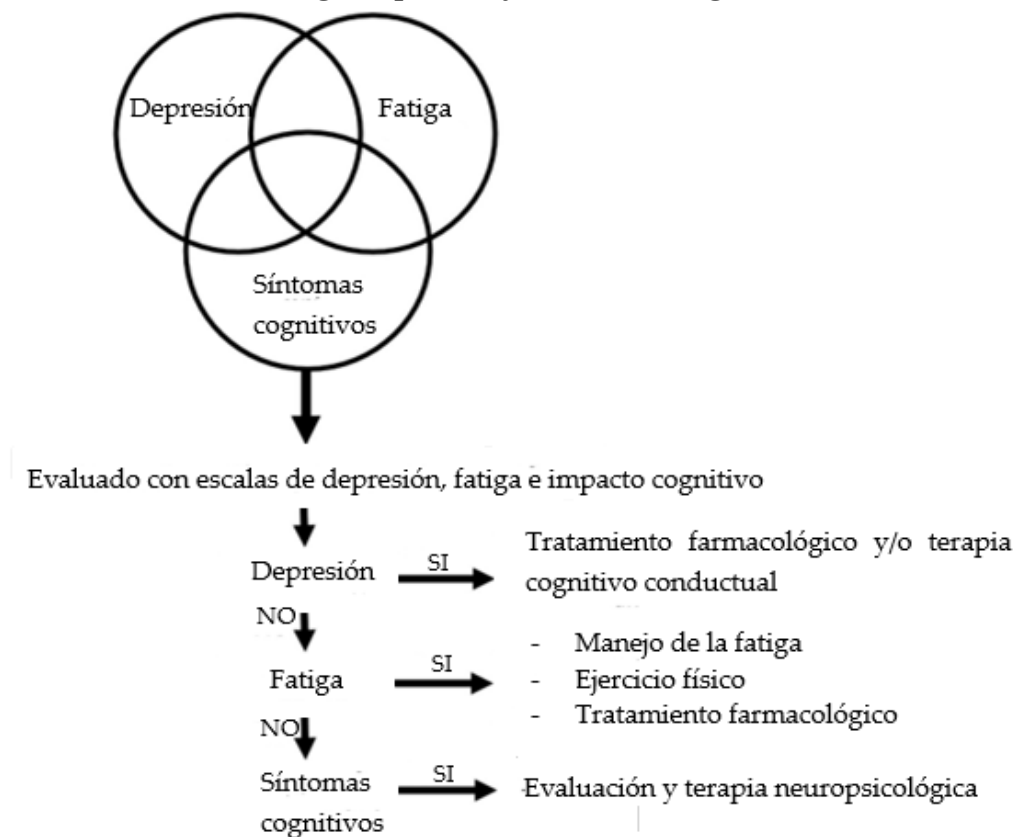 Depresión
Fatiga
Síntomas
cognitivos
Evaluado con escalas de depresión, fatiga e impacto cognitivo
Depresión
SI
Tratamiento farmacológico y/o terapia
cognitivo conductual
NO
Fatiga
SI
- Manejo de la fatiga
- Ejercicio físico
- Tratamiento farmacológico
NO
Síntomas
cognitivos
SI
Evaluación y terapia neuropsicológica